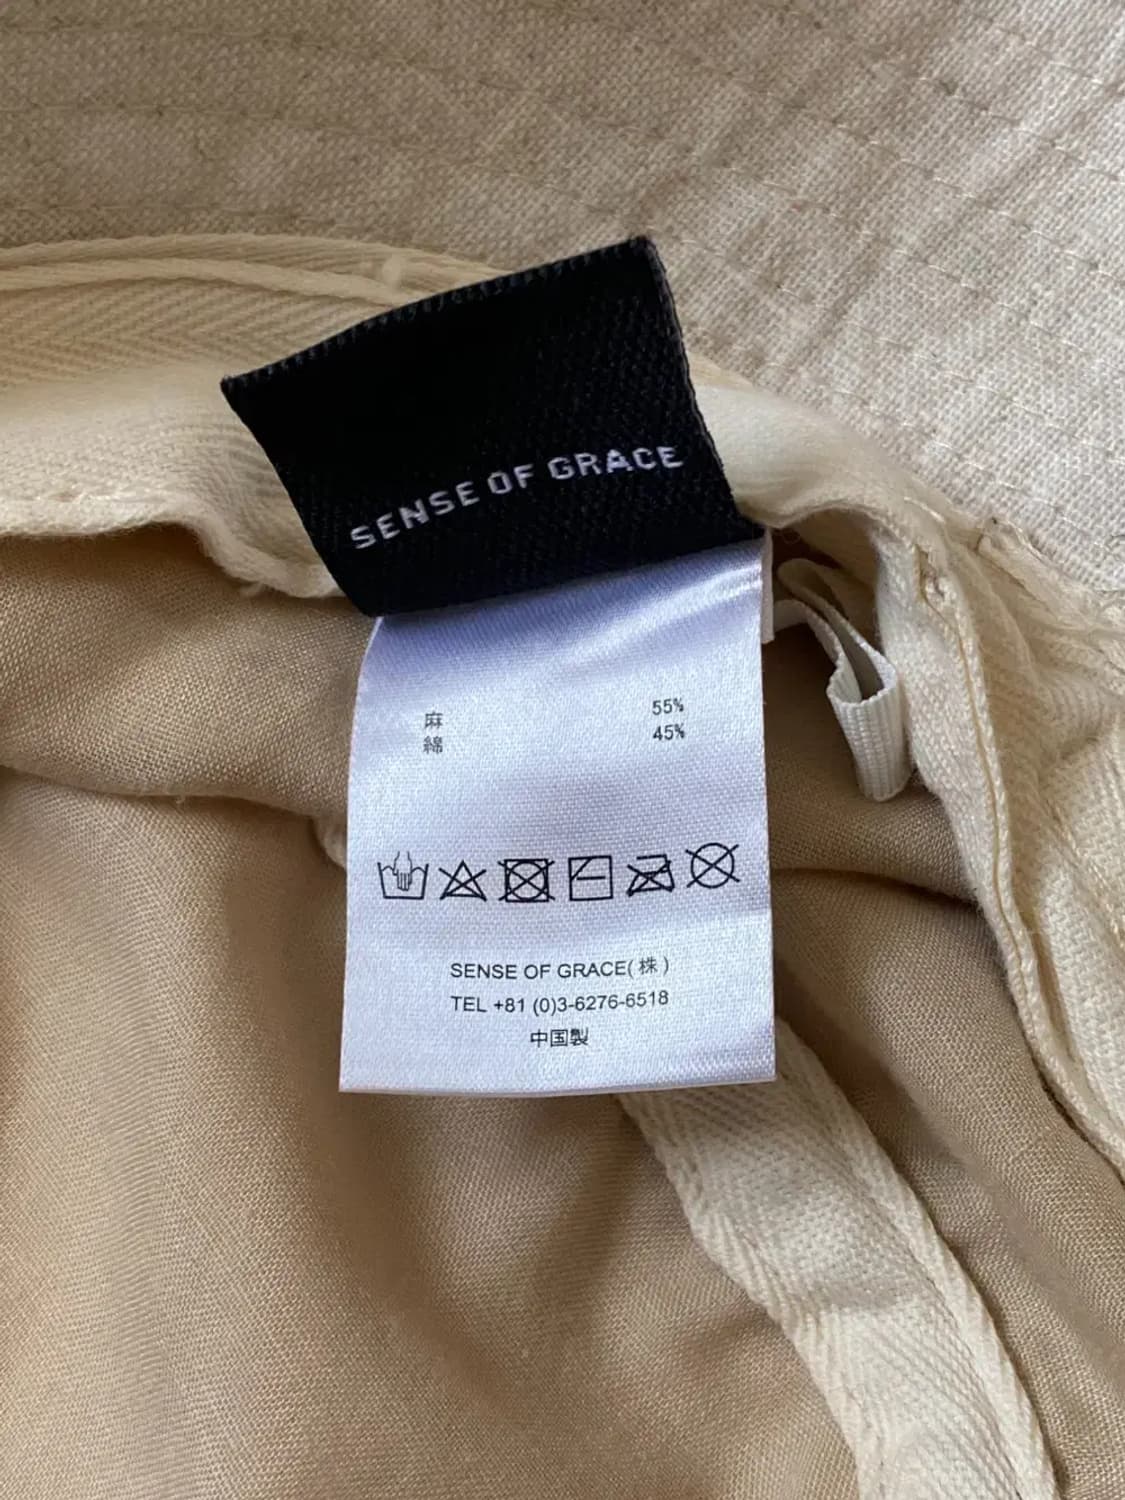 SENSE OF GRACE
麻 55%
綿 45%
SENSE OF GRACE(株)
TEL +81 (0)3-6276-6518
中国製